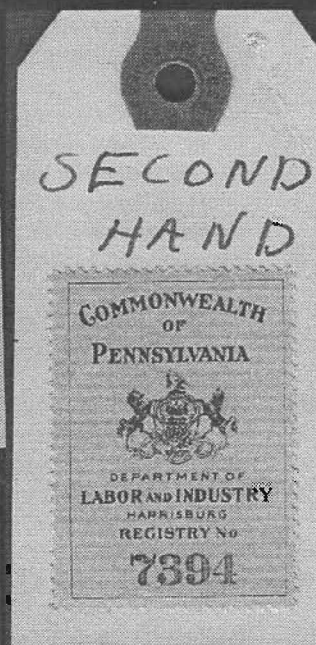 SECOND
HAND
COMMONWEALTH
OF
PENNSYLVANIA
DEPARTMENT OF
LABOR AND INDUSTRY
HARRISBURG
REGISTRY No
7394